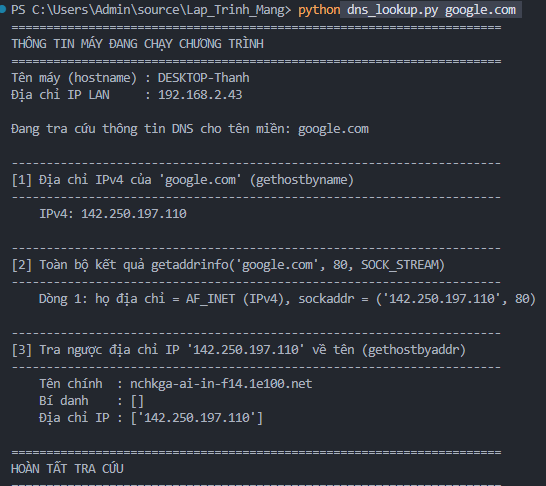 PS C:\Users\Admin\source\Lap_Trinh_Mang> python dns_lookup.py google.com
======================================================================
THÔNG TIN MÁY ĐANG CHẠY CHƯƠNG TRÌNH
======================================================================
Tên máy (hostname) : DESKTOP-Thanh
Địa chỉ IP LAN     : 192.168.2.43

Đang tra cứu thông tin DNS cho tên miền: google.com

----------------------------------------------------------------------
[1] Địa chỉ IPv4 của 'google.com' (gethostbyname)
----------------------------------------------------------------------
    IPv4: 142.250.197.110

----------------------------------------------------------------------
[2] Toàn bộ kết quả getaddrinfo('google.com', 80, SOCK_STREAM)
----------------------------------------------------------------------
    Dòng 1: họ địa chỉ = AF_INET (IPv4), sockaddr = ('142.250.197.110', 80)

----------------------------------------------------------------------
[3] Tra ngược địa chỉ IP '142.250.197.110' về tên (gethostbyaddr)
----------------------------------------------------------------------
    Tên chính  : nchkga-ai-in-f14.1e100.net
    Bí danh    : []
    Địa chỉ IP : ['142.250.197.110']

======================================================================
HOÀN TẤT TRA CỨU
======================================================================